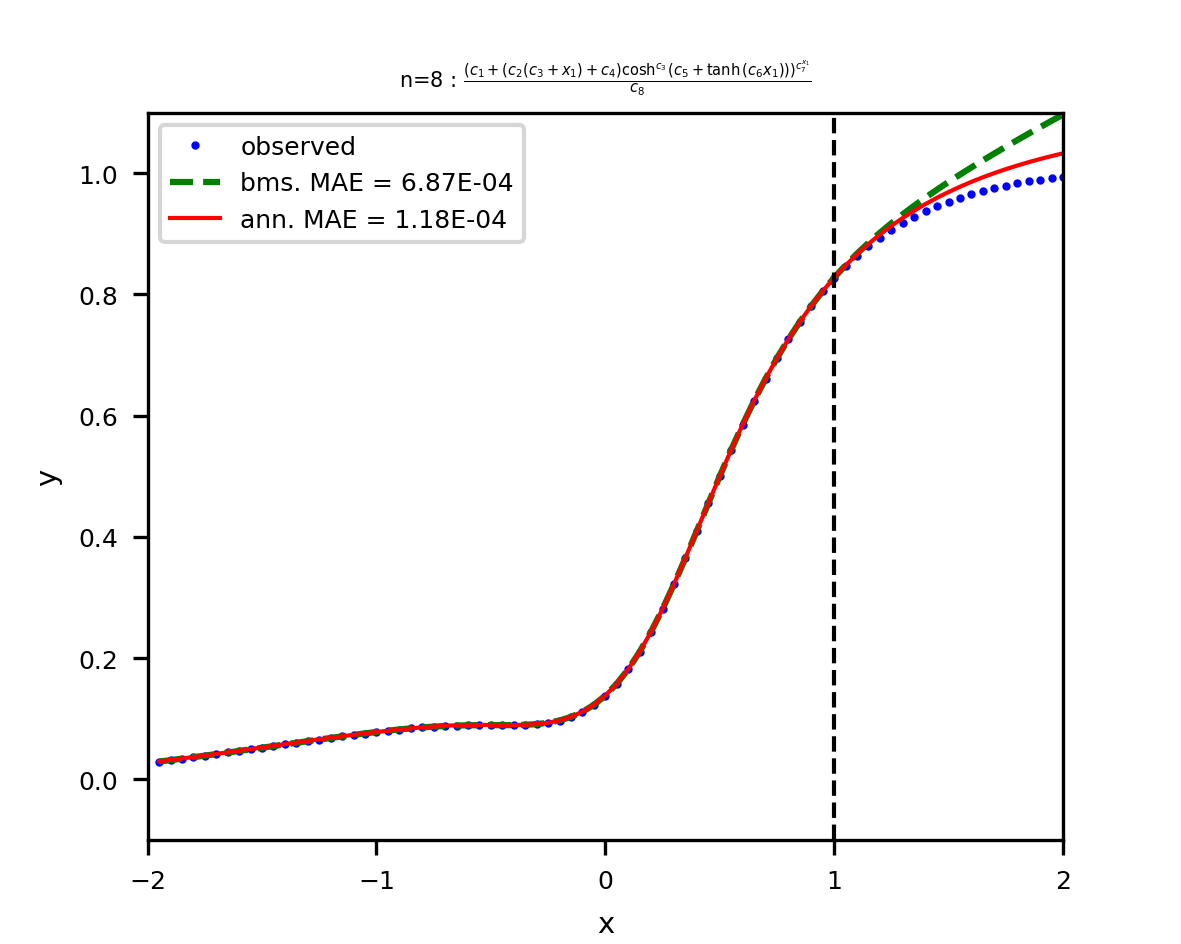 n=8 : \frac{(c_1+(c_2(c_3+x_1)+c_4)\cosh^{c_3}(c_5+\tanh(c_6x_1)))^{c_7^{x_1}}}{c_8}
observed
bms. MAE = 6.87E-04
ann. MAE = 1.18E-04
1.0
0.8
0.6
0.4
0.2
0.0
y
−2 −1 0 1 2
x